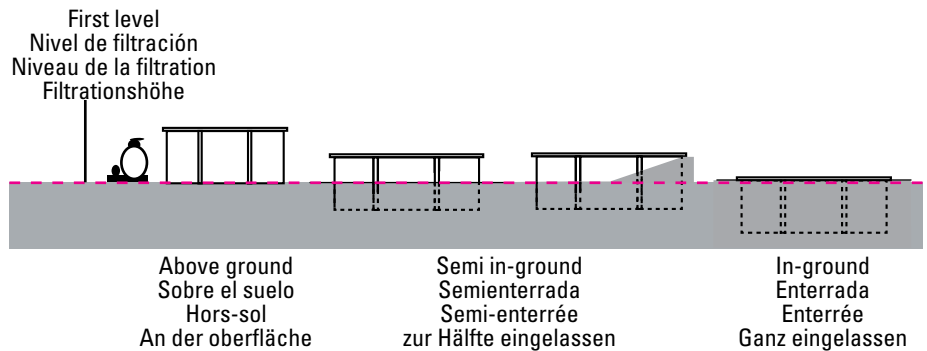 First level
Nivel de filtración
Niveau de la filtration
Filtrationshöhe
Above ground
Sobre el suelo
Hors-sol
An der oberfläche
Semi in-ground
Semienterrada
Semi-enterrée
zur Hälfte eingelassen
In-ground
Enterrada
Enterrée
Ganz eingelassen